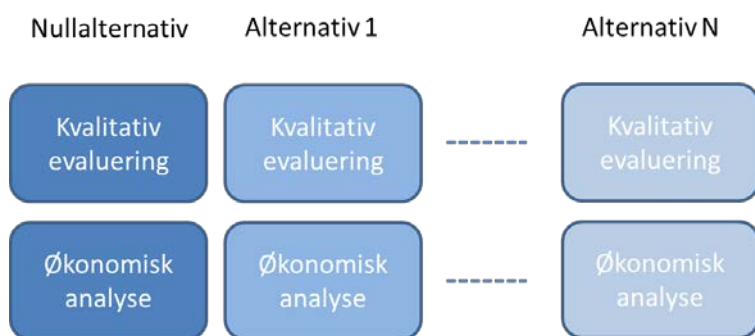 Nullalternativ
Alternativ 1
Alternativ N
Kvalitativ
evaluering
Kvalitativ
evaluering
Kvalitativ
evaluering
Økonomisk
analyse
Økonomisk
analyse
Økonomisk
analyse